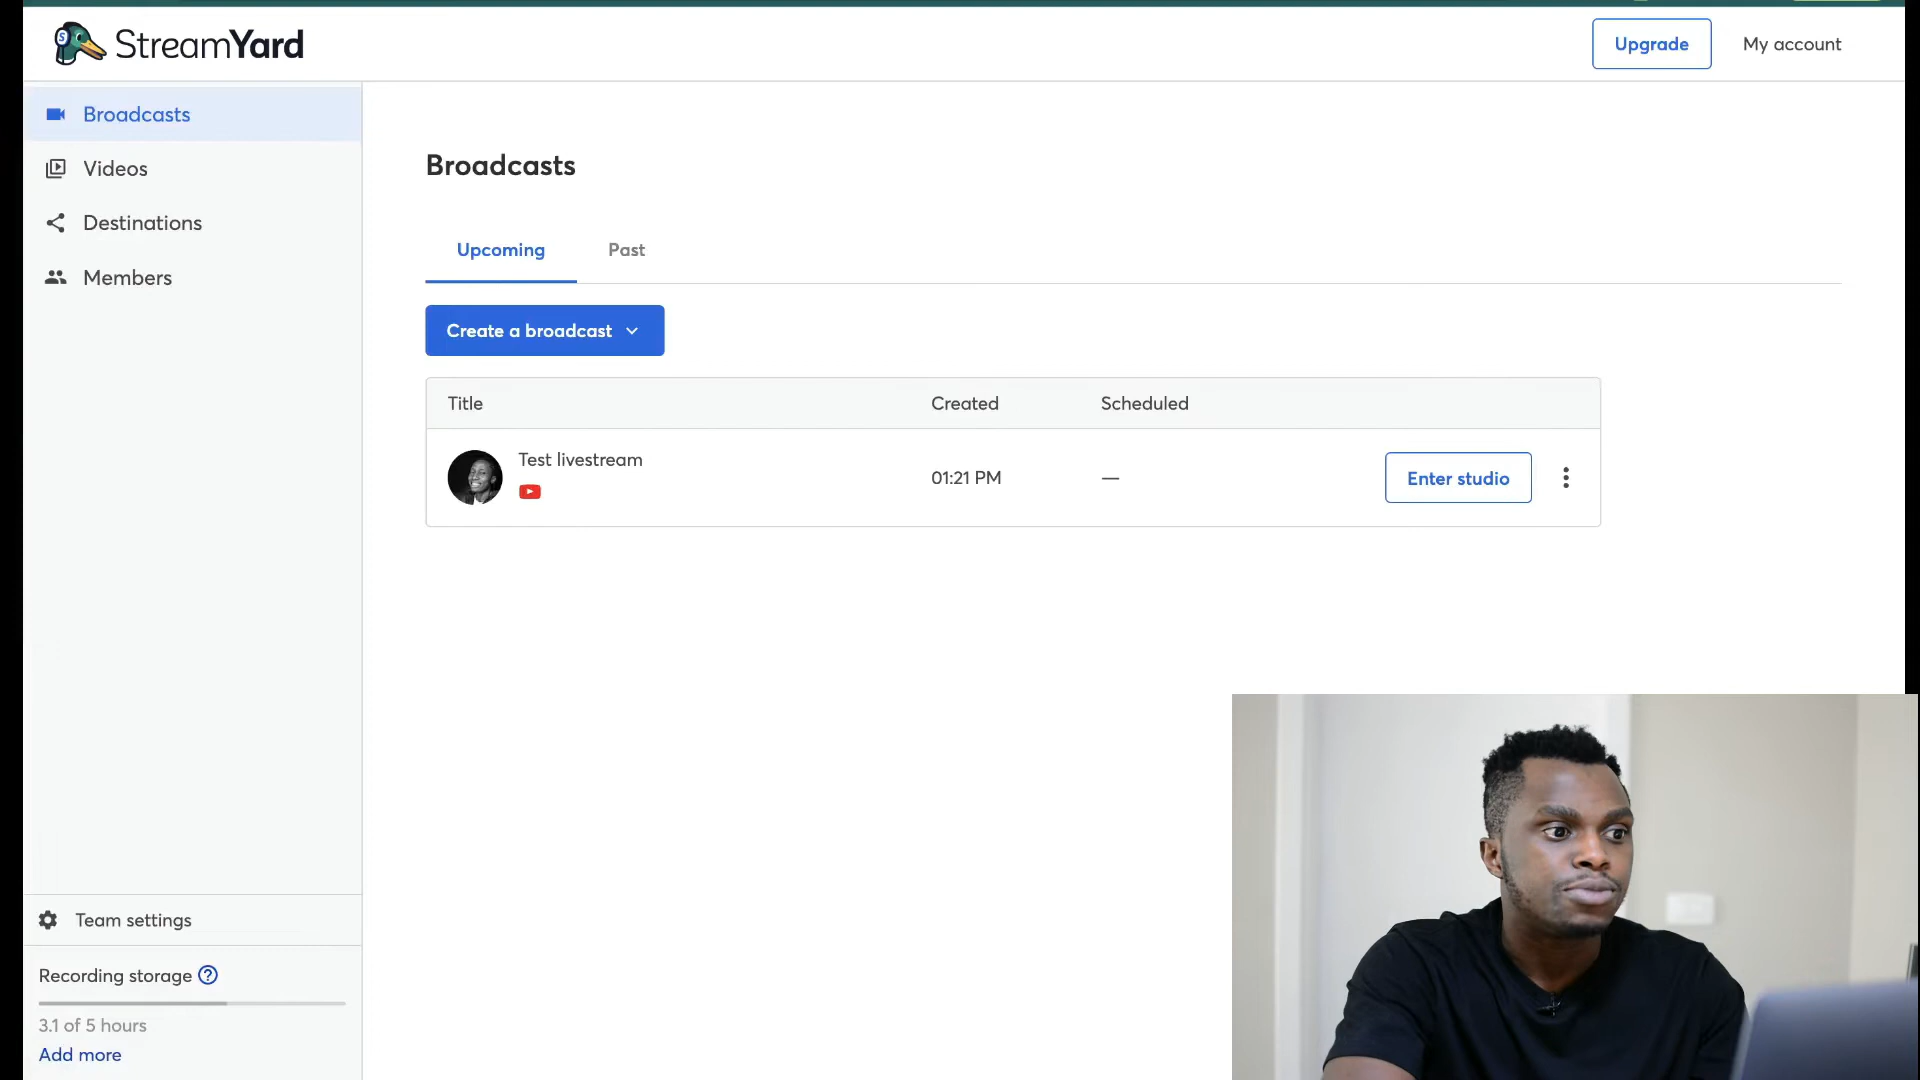 StreamYard
Upgrade
My account
Broadcasts
Videos
Destinations
Members
Broadcasts
Upcoming
Past
Create a broadcast
Title
Created
Scheduled
Test livestream
01:21 PM
—
Enter studio
Team settings
Recording storage
3.1 of 5 hours
Add more